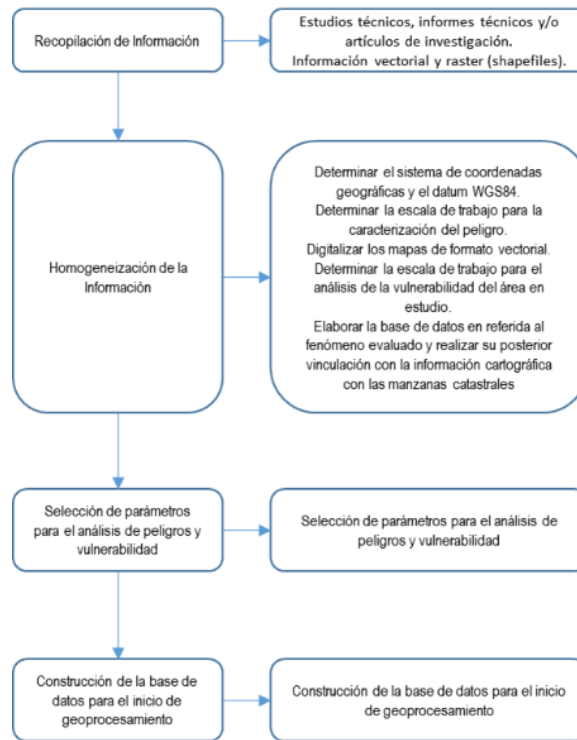 Recopilación de Información
Estudios técnicos, informes técnicos y/o
artículos de investigación.
Información vectorial y raster (shapefiles).
Homogeneización de la
Información
Determinar el sistema de coordenadas
geográficas y el datum WGS84.
Determinar la escala de trabajo para la
caracterización del peligro.
Digitalizar los mapas de formato vectorial.
Determinar la escala de trabajo para el
análisis de la vulnerabilidad del área en
estudio.
Elaborar la base de datos en referida al
fenómeno evaluado y realizar su posterior
vinculación con la información cartográfica
con las manzanas catastrales
Selección de parámetros
para el análisis de peligros y
vulnerabilidad
Selección de parámetros para el análisis de
peligros y vulnerabilidad
Construcción de la base de
datos para el inicio de
geoprocesamiento
Construcción de la base de datos para el inicio
de geoprocesamiento